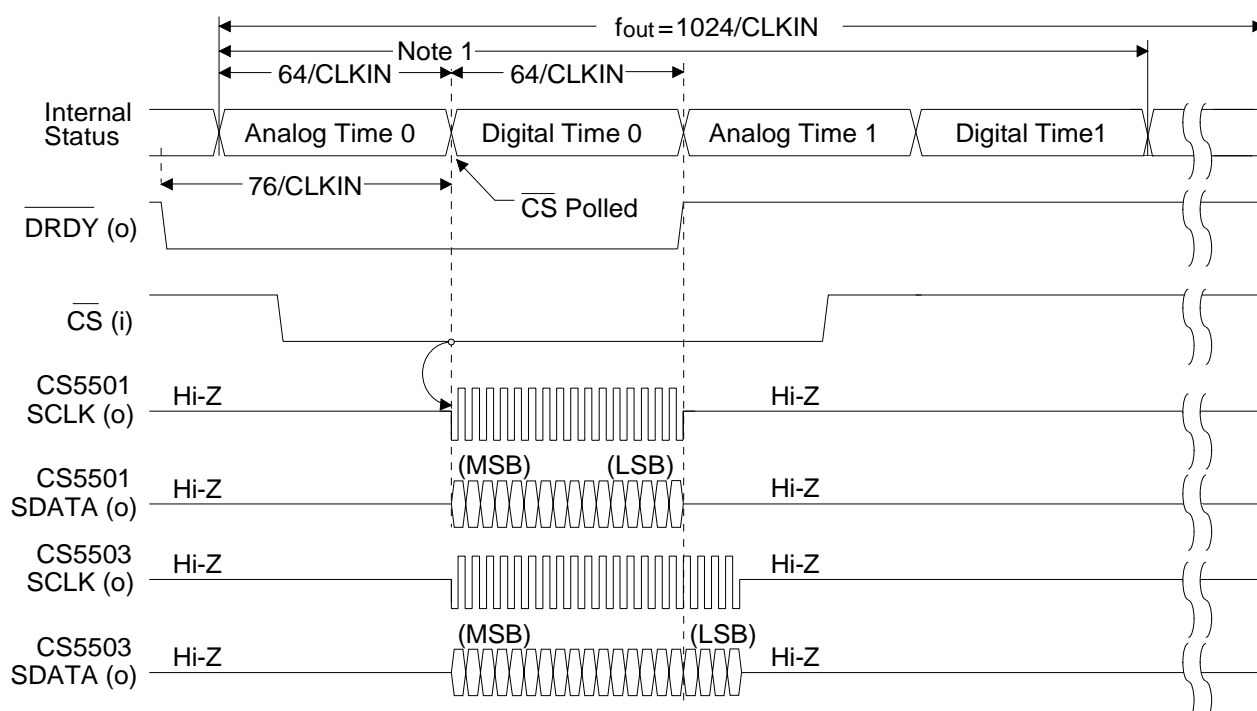 fout=1024/CLKIN
Note 1
64/CLKIN 64/CLKIN
Internal
Status
Analog Time 0 Digital Time 0 Analog Time 1 Digital Time1
76/CLKIN
CS Polled
DRDY (o)
CS (i)
CS5501
SCLK (o)
Hi-Z Hi-Z
(MSB) (LSB)
CS5501
SDATA (o)
Hi-Z Hi-Z
CS5503
SCLK (o)
Hi-Z Hi-Z
(MSB) (LSB)
CS5503
SDATA (o)
Hi-Z Hi-Z